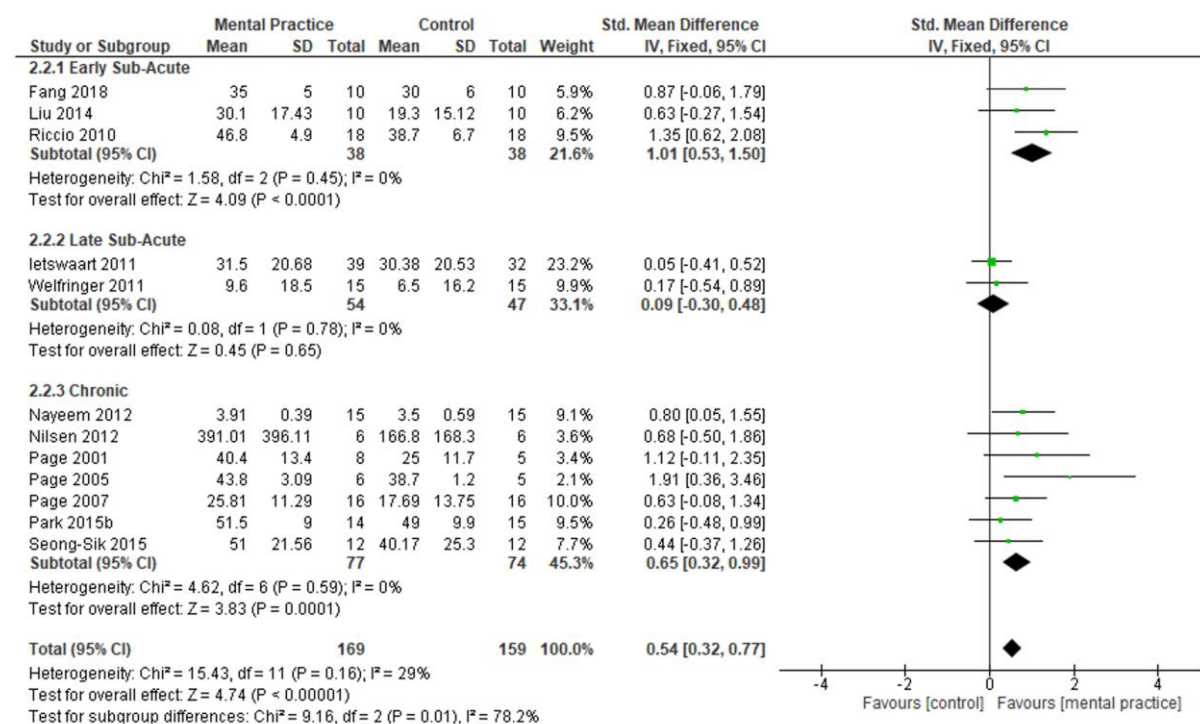 Mental Practice Control Std. Mean Difference Std. Mean Difference
Study or Subgroup Mean SD Total Mean SD Total Weight IV, Fixed, 95% CI IV, Fixed, 95% CI
2.2.1 Early Sub-Acute
Fang 2018 35 5 10 30 6 10 5.9% 0.87 [-0.06, 1.79]
Liu 2014 30.1 17.43 10 19.3 15.12 10 6.2% 0.63 [-0.27, 1.54]
Riccio 2010 46.8 4.9 18 38.7 6.7 18 9.5% 1.35 [0.62, 2.08]
Subtotal (95% CI) 38 38 21.6% 1.01 [0.53, 1.50]
Heterogeneity: Chi² = 1.58, df = 2 (P = 0.45); I² = 0%
Test for overall effect: Z = 4.09 (P < 0.0001)
2.2.2 Late Sub-Acute
Ietswaart 2011 31.5 20.68 39 30.38 20.53 32 23.2% 0.05 [-0.41, 0.52]
Welfringer 2011 9.6 18.5 15 6.5 16.2 15 9.9% 0.17 [-0.54, 0.89]
Subtotal (95% CI) 54 47 33.1% 0.09 [-0.30, 0.48]
Heterogeneity: Chi² = 0.08, df = 1 (P = 0.78); I² = 0%
Test for overall effect: Z = 0.45 (P = 0.65)
2.2.3 Chronic
Nayeem 2012 3.91 0.39 15 3.5 0.59 15 9.1% 0.80 [0.05, 1.55]
Nilsen 2012 391.01 396.11 6 166.8 168.3 6 3.6% 0.68 [-0.50, 1.86]
Page 2001 40.4 13.4 8 25 11.7 5 3.4% 1.12 [-0.11, 2.35]
Page 2005 43.8 3.09 6 38.7 1.2 5 2.1% 1.91 [0.36, 3.46]
Page 2007 25.81 11.29 16 17.69 13.75 16 10.0% 0.63 [-0.08, 1.34]
Park 2015b 51.5 9 14 49 9.9 15 9.5% 0.26 [-0.48, 0.99]
Seong-Sik 2015 51 21.56 12 40.17 25.3 12 7.7% 0.44 [-0.37, 1.26]
Subtotal (95% CI) 77 74 45.3% 0.65 [0.32, 0.99]
Heterogeneity: Chi² = 4.62, df = 6 (P = 0.59); I² = 0%
Test for overall effect: Z = 3.83 (P = 0.0001)
Total (95% CI) 169 159 100.0% 0.54 [0.32, 0.77]
Heterogeneity: Chi² = 15.43, df = 11 (P = 0.16); I² = 29%
Test for overall effect: Z = 4.74 (P < 0.00001)
Test for subgroup differences: Chi² = 9.16, df = 2 (P = 0.01), I² = 78.2%
-4 -2 0 2 4
Favours [control] Favours [mental practice]